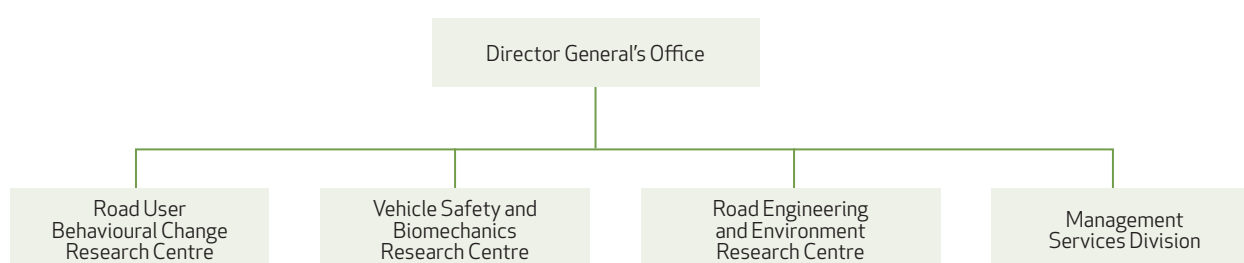 Director General’s Office
Road User
Behavioural Change
Research Centre
Vehicle Safety and
Biomechanics
Research Centre
Road Engineering
and Environment
Research Centre
Management
Services Division